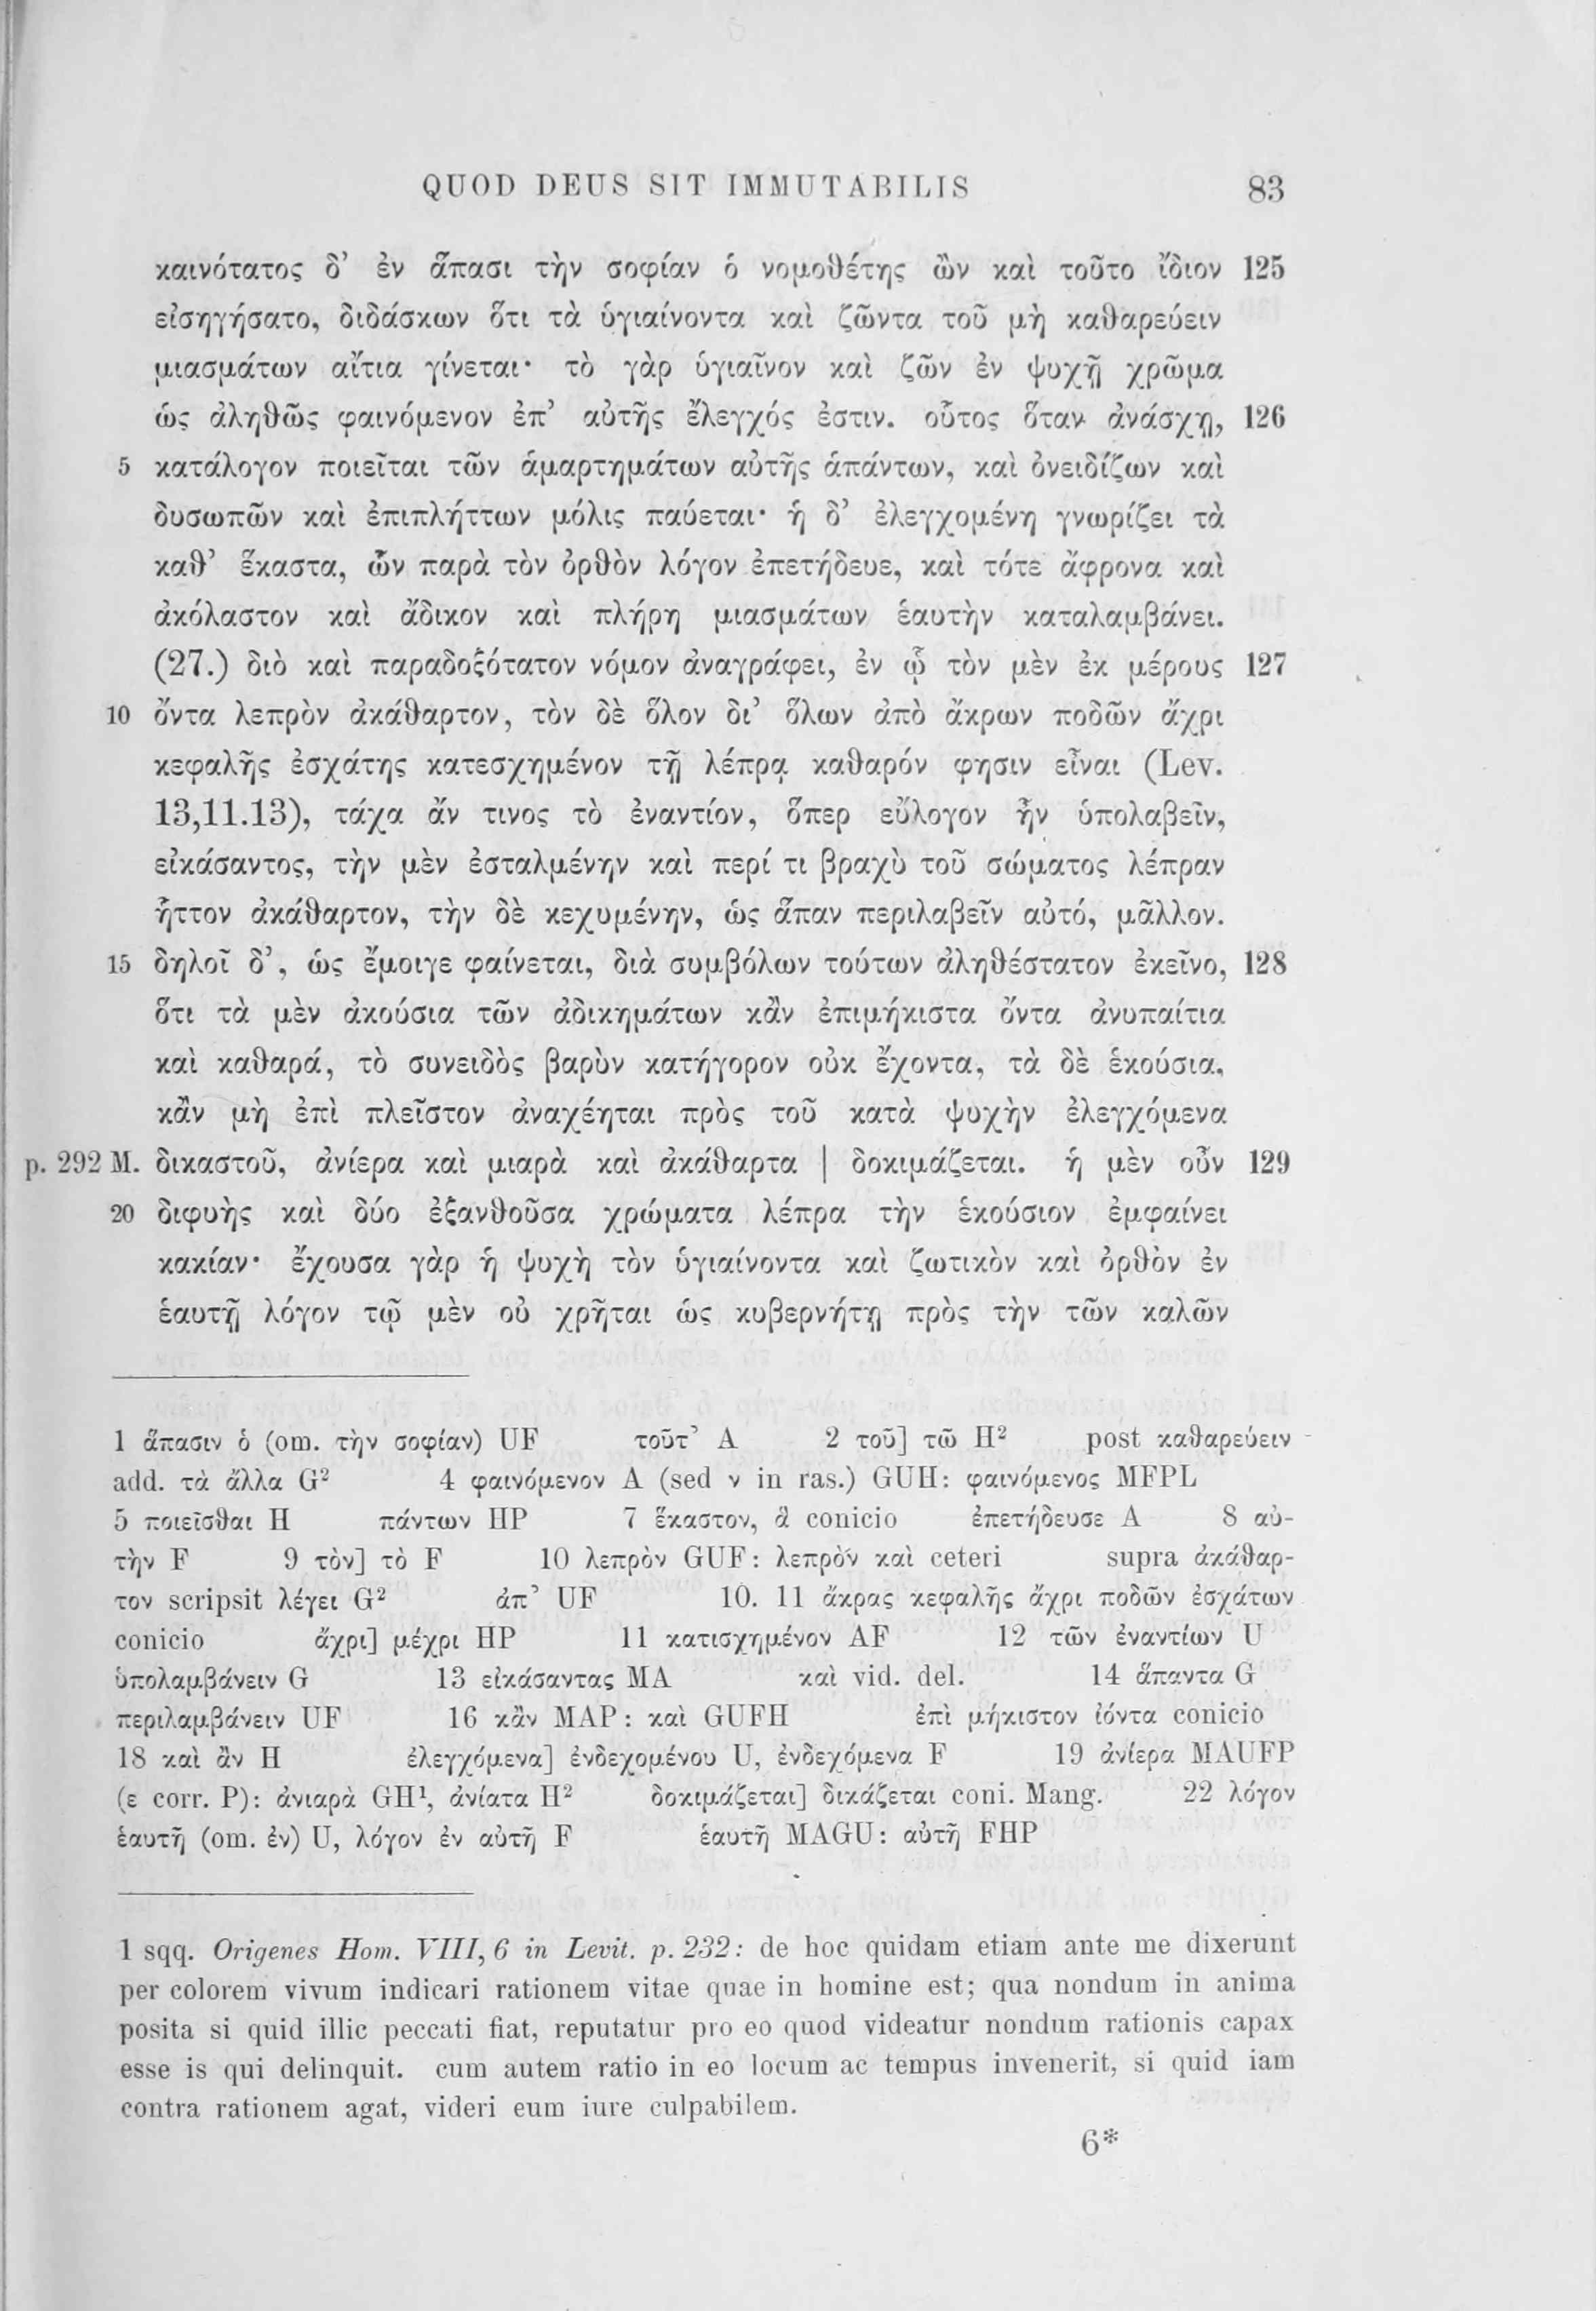 QUOD DEUS SIT IMMUTABILIS 83
καινότατος δ’ ἐν ἅπασι τὴν σοφίαν ὁ νομοθέτης ὢν καὶ τοῦτο ἴδιον 125
εἰσηγήσατο, διδάσκων ὅτι τὰ ὑγιαίνοντα καὶ ζῶντα τοῦ μὴ καθαρεύειν
μιασμάτων αἴτια γίνεται· τὸ γὰρ ὑγιαῖνον καὶ ζῶν ἐν ψυχῇ χρῶμα
ὡς ἀληθῶς φαινόμενον ἐπ’ αὐτῆς ἔλεγχός ἐστιν. οὗτος ὅταν ἀνάσχῃ, 126
5 κατάλογον ποιεῖται τῶν ἁμαρτημάτων αὐτῆς ἁπάντων, καὶ ὀνειδίζων καὶ
δυσωπῶν καὶ ἐπιπλήττων μόλις παύεται· ἡ δ’ ἐλεγχομένη γνωρίζει τὰ
καθ’ ἕκαστα, ὧν παρὰ τὸν ὀρθὸν λόγον ἐπετήδευε, καὶ τότε ἄφρονα καὶ
ἀκόλαστον καὶ ἄδικον καὶ πλήρη μιασμάτων ἑαυτὴν καταλαμβάνει.
(27.) διὸ καὶ παραδοξότατον νόμον ἀναγράφει, ἐν ᾧ τὸν μὲν ἐκ μέρους 127
10 ὄντα λεπρὸν ἀκάθαρτον, τὸν δὲ ὅλον δι’ ὅλων ἀπὸ ἄκρων ποδῶν ἄχρι
κεφαλῆς ἐσχάτης κατεσχημένον τῇ λέπρᾳ καθαρόν φησιν εἶναι (Lev.
13,11.13), τάχα ἄν τινος τὸ ἐναντίον, ὅπερ εὔλογον ἦν ὑπολαβεῖν,
εἰκάσαντος, τὴν μὲν ἐσταλμένην καὶ περί τι βραχὺ τοῦ σώματος λέπραν
ἧττον ἀκάθαρτον, τὴν δὲ κεχυμένην, ὡς ἅπαν περιλαβεῖν αὐτό, μᾶλλον.
15 δηλοῖ δ’, ὡς ἔμοιγε φαίνεται, διὰ συμβόλων τούτων ἀληθέστατον ἐκεῖνο, 128
ὅτι τὰ μὲν ἀκούσια τῶν ἀδικημάτων κἂν ἐπιμήκιστα ὄντα ἀνυπαίτια
καὶ καθαρά, τὸ συνειδὸς βαρὺν κατήγορον οὐκ ἔχοντα, τὰ δὲ ἑκούσια,
κἂν μὴ ἐπὶ πλεῖστον ἀναχέηται πρὸς τοῦ κατὰ ψυχὴν ἐλεγχόμενα
p. 292 M. δικαστοῦ, ἀνίερα καὶ μιαρὰ καὶ ἀκάθαρτα | δοκιμάζεται. ἡ μὲν οὖν 129
20 διφυὴς καὶ δύο ἐξανθοῦσα χρώματα λέπρα τὴν ἑκούσιον ἐμφαίνει
κακίαν· ἔχουσα γὰρ ἡ ψυχὴ τὸν ὑγιαίνοντα καὶ ζωτικὸν καὶ ὀρθὸν ἐν
ἑαυτῇ λόγον τῷ μὲν οὐ χρῆται ὡς κυβερνήτῃ πρὸς τὴν τῶν καλῶν
1 ἅπασιν ὁ (om. τὴν σοφίαν) UF τοῦτ’ A 2 τοῦ] τῶ H² post καθαρεύειν
add. τὰ ἄλλα G² 4 φαινόμενον A (sed ν in ras.) GUH: φαινόμενος MFPL
5 ποιεῖσθαι H πάντων HP 7 ἕκαστον, ἃ conicio ἐπετήδευσε A 8 αὐ-
τὴν F 9 τὸν] τὸ F 10 λεπρὸν GUF: λεπρὸν καὶ ceteri supra ἀκάθαρ-
τον scripsit λέγει G² ἀπ’ UF 10. 11 ἄκρας κεφαλῆς ἄχρι ποδῶν ἐσχάτων
conicio ἄχρι] μέχρι HP 11 κατισχημένον AF 12 τῶν ἐναντίων U
ὑπολαμβάνειν G 13 εἰκάσαντας MA καὶ vid. del. 14 ἅπαντα G
περιλαμβάνειν UF 16 κἂν MAP: καὶ GUFH ἐπὶ μήκιστον ἰόντα conicio
18 καὶ ἂν H ἐλεγχόμενα] ἐνδεχομένου U, ἐνδεχόμενα F 19 ἀνίερα MAUFP
(ε corr. P): ἀνιαρὰ GH¹, ἀνίατα H² δοκιμάζεται] δικάζεται coni. Mang. 22 λόγον
ἑαυτῆ (om. ἐν) U, λόγον ἐν αὐτῆ F ἑαυτῆ MAGU: αὑτῆ FHP
1 sqq. Origenes Hom. VIII, 6 in Levit. p. 232: de hoc quidam etiam ante me dixerunt
per colorem vivum indicari rationem vitae quae in homine est; qua nondum in anima
posita si quid illic peccati fiat, reputatur pro eo quod videatur nondum rationis capax
esse is qui delinquit. cum autem ratio in eo locum ac tempus invenerit, si quid iam
contra rationem agat, videri eum iure culpabilem.
6*